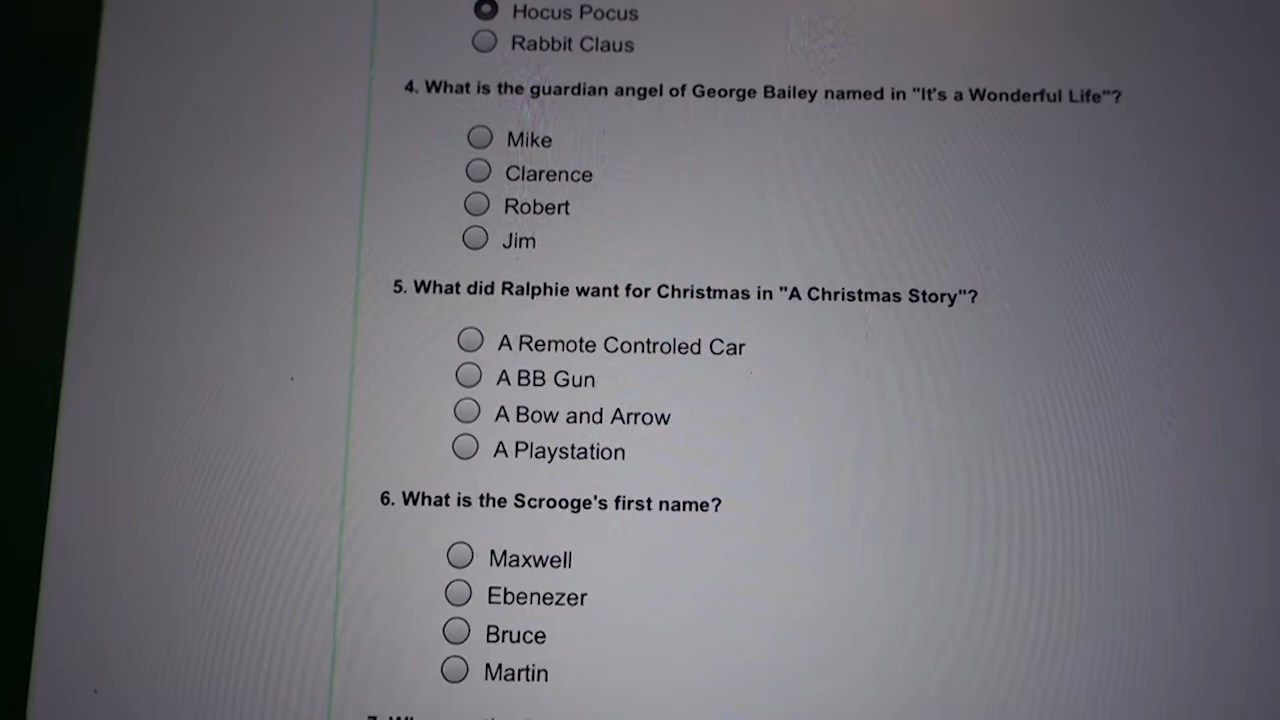 Hocus Pocus
Rabbit Claus
4. What is the guardian angel of George Bailey named in "It's a Wonderful Life"?
Mike
Clarence
Robert
Jim
5. What did Ralphie want for Christmas in "A Christmas Story"?
A Remote Controled Car
A BB Gun
A Bow and Arrow
A Playstation
6. What is the Scrooge's first name?
Maxwell
Ebenezer
Bruce
Martin